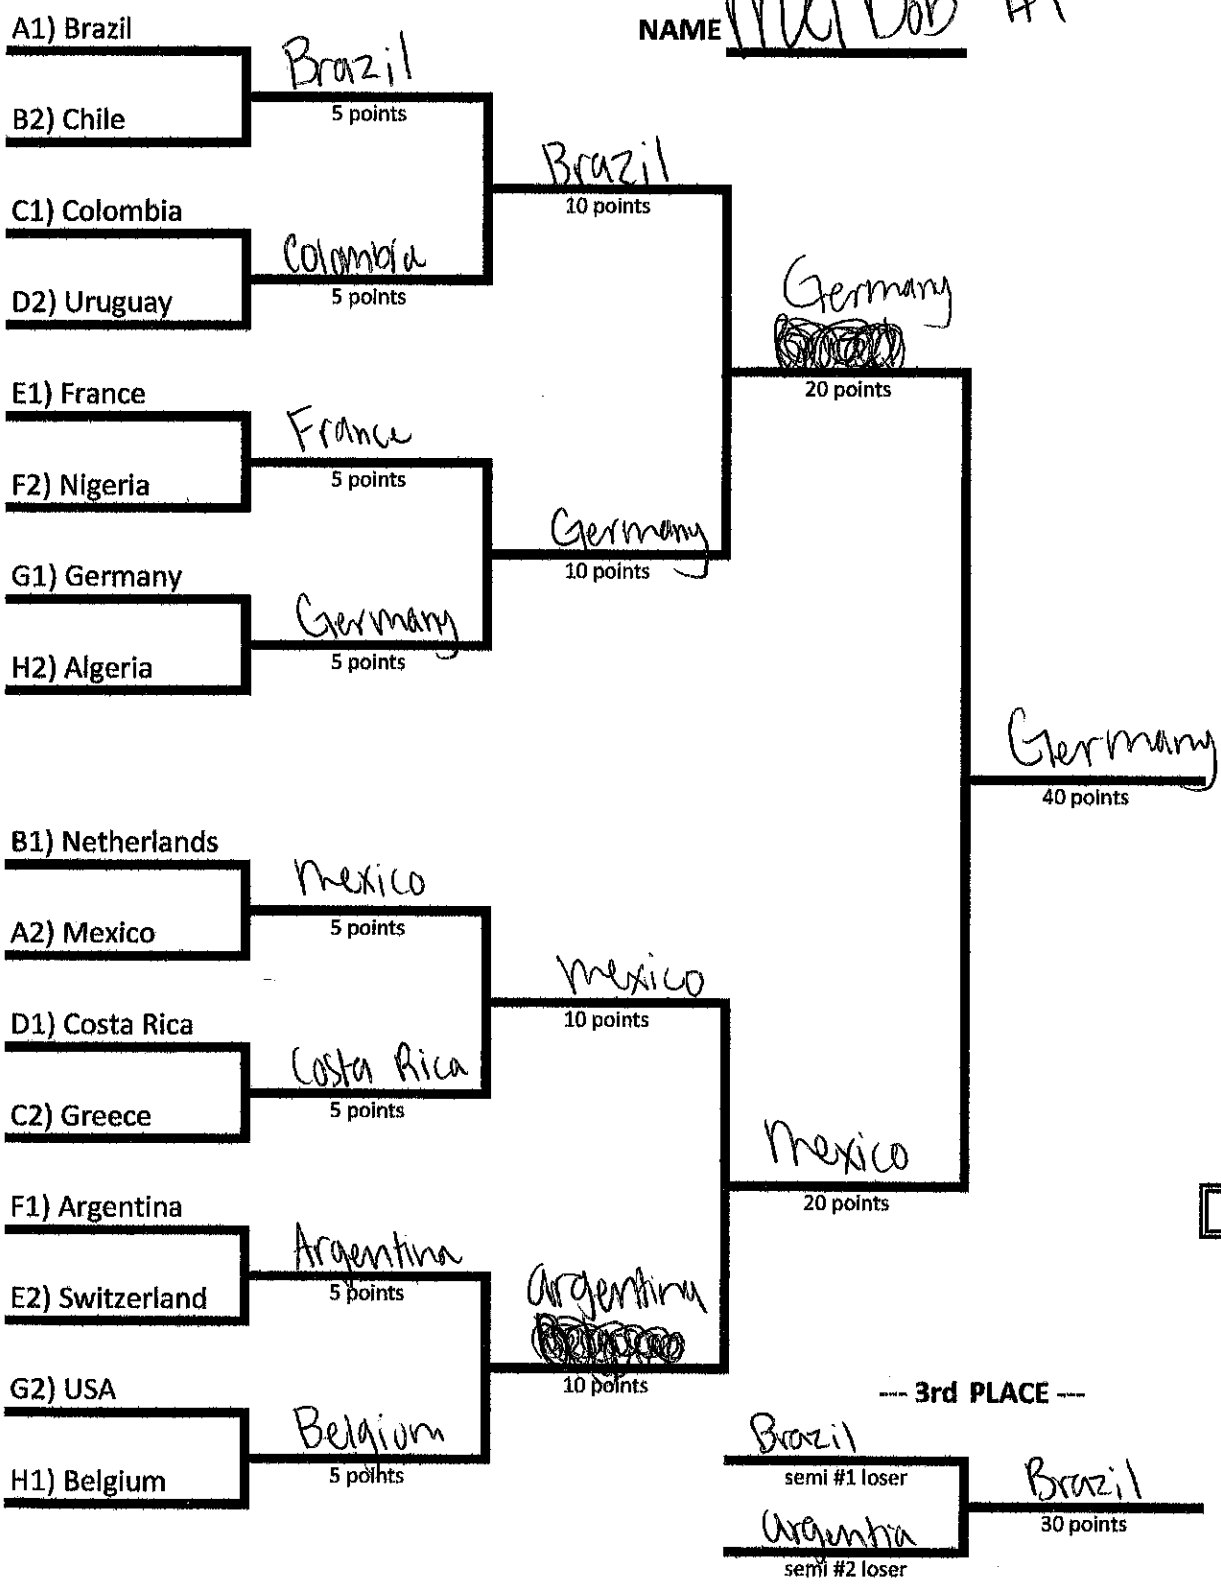 A1) Brazil
NAME
#1
Brazil
5 points
B2) Chile
Brazil
10 points
C1) Colombia
Colombia
5 points
D2) Uruguay
Germany
20 points
E1) France
France
5 points
F2) Nigeria
Germany
10 points
G1) Germany
Germany
5 points
H2) Algeria
Germany
40 points
B1) Netherlands
mexico
5 points
A2) Mexico
mexico
10 points
D1) Costa Rica
Costa Rica
5 points
C2) Greece
mexico
20 points
F1) Argentina
Argentina
5 points
E2) Switzerland
argentina
10 points
G2) USA
Belgium
5 points
H1) Belgium
--- 3rd PLACE ---
Brazil
semi #1 loser
Brazil
30 points
argentia
semi #2 loser